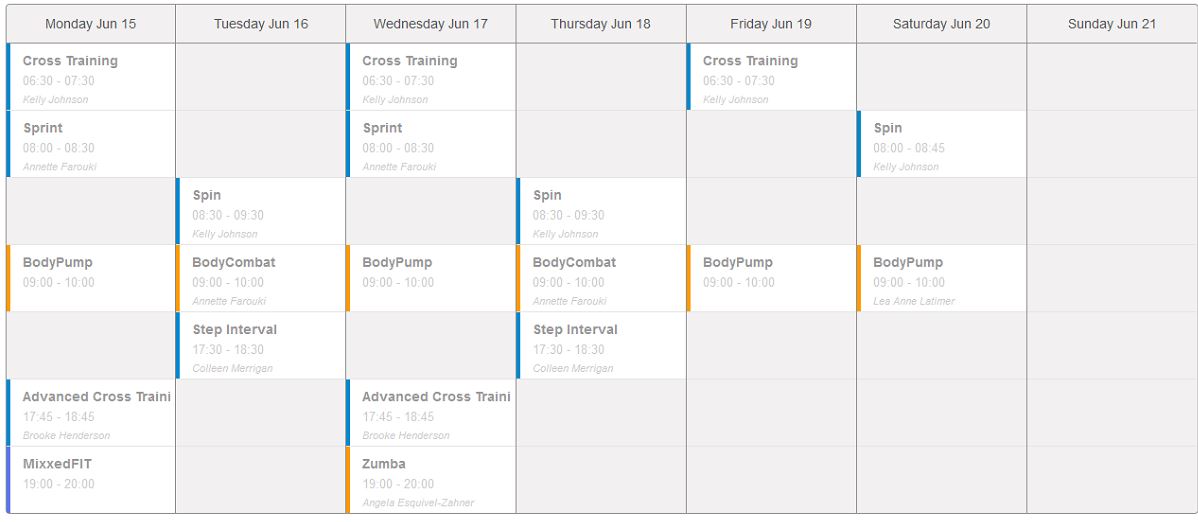 Monday Jun 15
Tuesday Jun 16
Wednesday Jun 17
Thursday Jun 18
Friday Jun 19
Saturday Jun 20
Sunday Jun 21
Cross Training
06:30 - 07:30
Kelly Johnson
Cross Training
06:30 - 07:30
Kelly Johnson
Cross Training
06:30 - 07:30
Kelly Johnson
Sprint
08:00 - 08:30
Annette Farouki
Sprint
08:00 - 08:30
Annette Farouki
Spin
08:00 - 08:45
Kelly Johnson
Spin
08:30 - 09:30
Kelly Johnson
Spin
08:30 - 09:30
Kelly Johnson
BodyPump
09:00 - 10:00
BodyCombat
09:00 - 10:00
Annette Farouki
BodyPump
09:00 - 10:00
BodyCombat
09:00 - 10:00
Annette Farouki
BodyPump
09:00 - 10:00
BodyPump
09:00 - 10:00
Lea Anne Latimer
Step Interval
17:30 - 18:30
Colleen Merrigan
Step Interval
17:30 - 18:30
Colleen Merrigan
Advanced Cross Traini
17:45 - 18:45
Brooke Henderson
Advanced Cross Traini
17:45 - 18:45
Brooke Henderson
MixxedFIT
19:00 - 20:00
Zumba
19:00 - 20:00
Angela Esquivel-Zahner